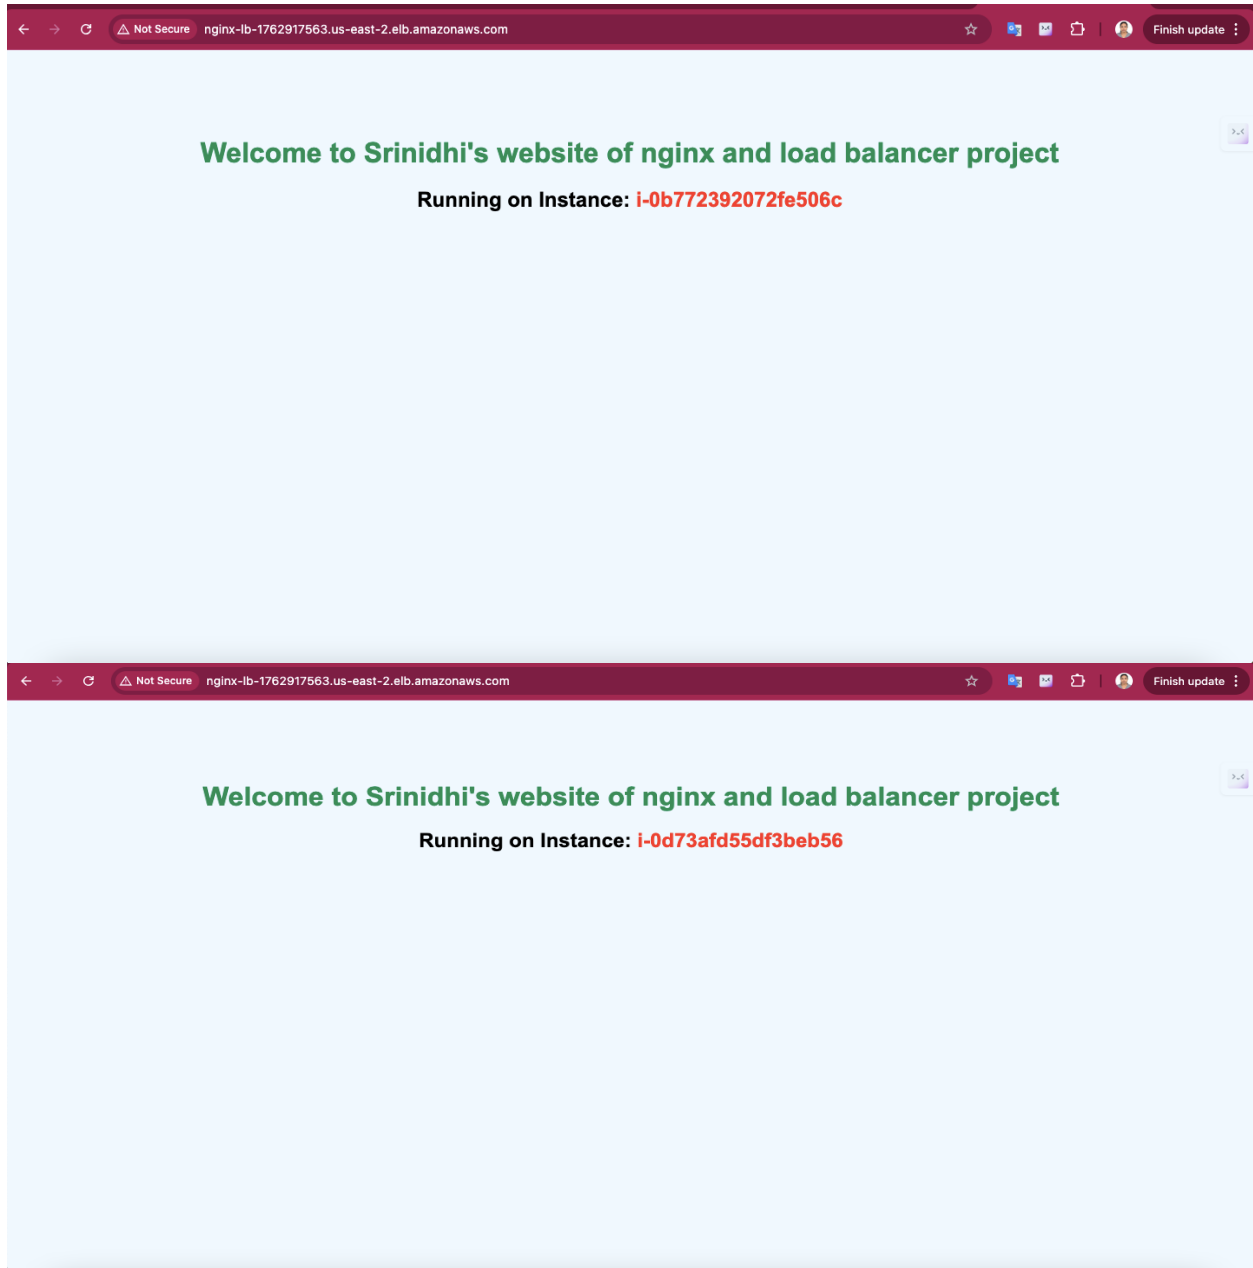 Not Secure nginx-lb-1762917563.us-east-2.elb.amazonaws.com Finish update
Welcome to Srinidhi's website of nginx and load balancer project
Running on Instance: i-0b772392072fe506c
Not Secure nginx-lb-1762917563.us-east-2.elb.amazonaws.com Finish update
Welcome to Srinidhi's website of nginx and load balancer project
Running on Instance: i-0d73afd55df3beb56